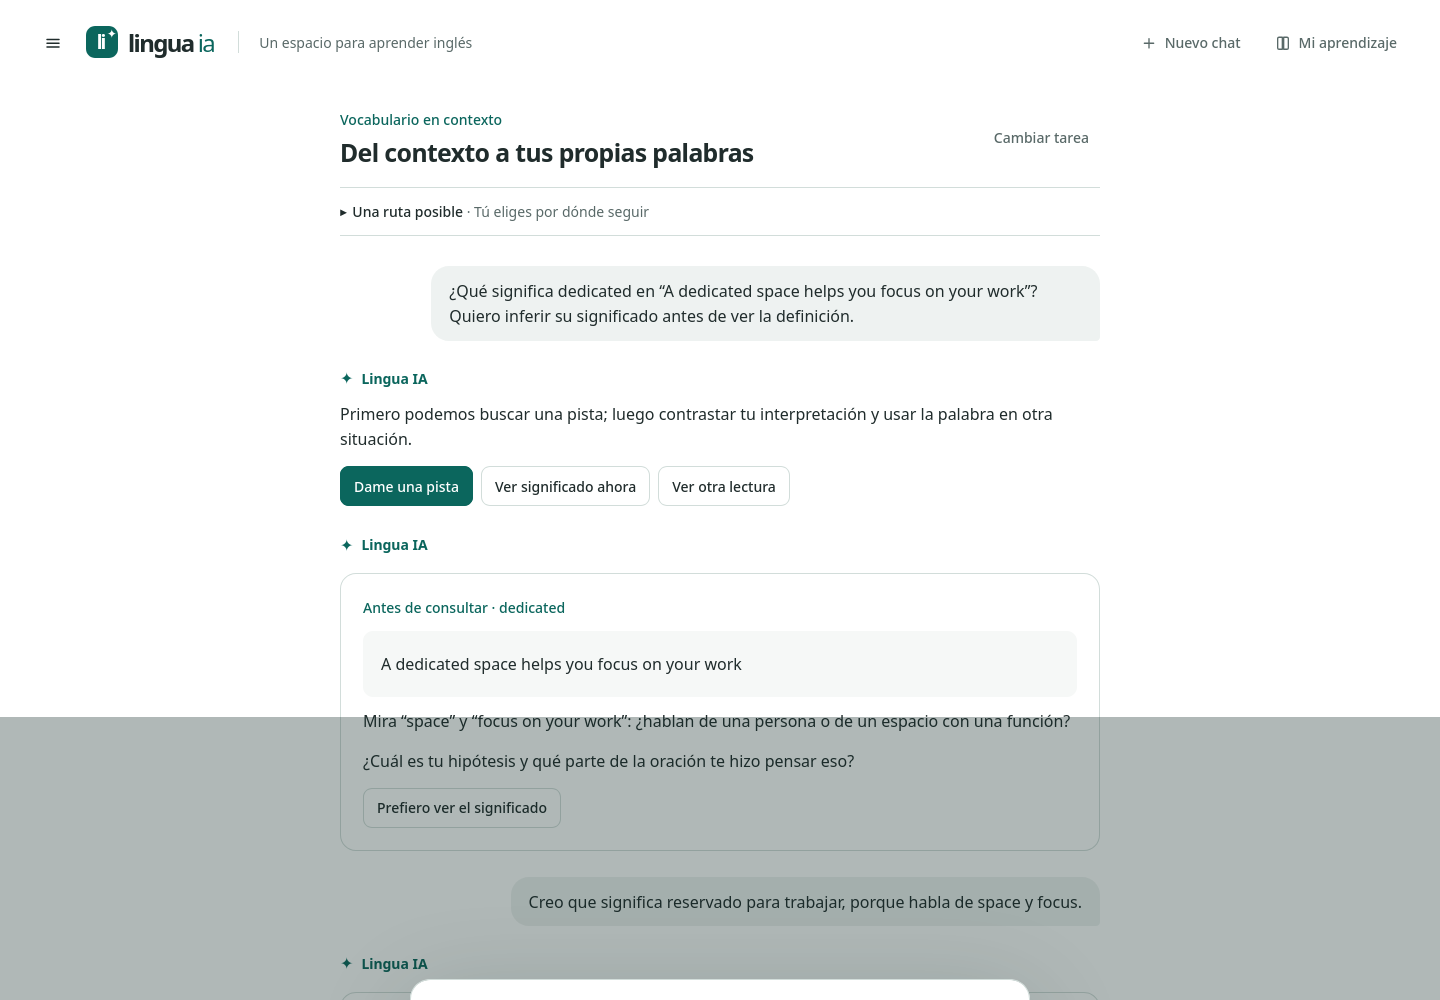 li lingua ia
Un espacio para aprender inglés
Nuevo chat
Mi aprendizaje
Vocabulario en contexto
Del contexto a tus propias palabras
Cambiar tarea
Una ruta posible · Tú eliges por dónde seguir
¿Qué significa dedicated en “A dedicated space helps you focus on your work”?
Quiero inferir su significado antes de ver la definición.
Lingua IA
Primero podemos buscar una pista; luego contrastar tu interpretación y usar la palabra en otra
situación.
Dame una pista
Ver significado ahora
Ver otra lectura
Lingua IA
Antes de consultar · dedicated
A dedicated space helps you focus on your work
Mira “space” y “focus on your work”: ¿hablan de una persona o de un espacio con una función?
¿Cuál es tu hipótesis y qué parte de la oración te hizo pensar eso?
Prefiero ver el significado
Creo que significa reservado para trabajar, porque habla de space y focus.
Lingua IA